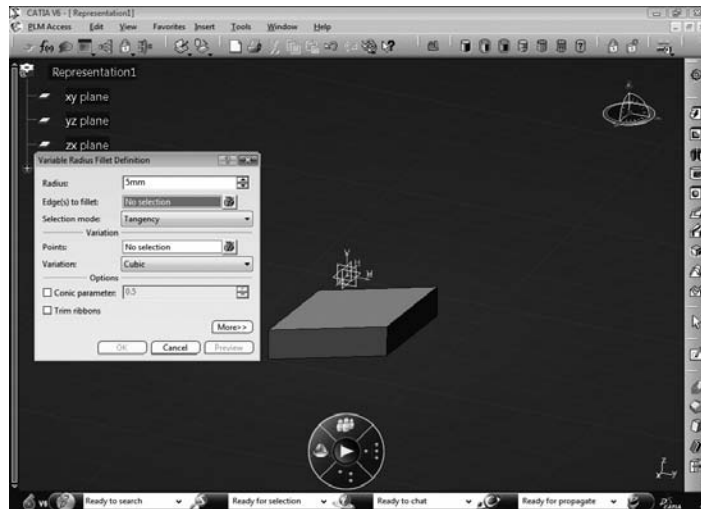 CATIA V6 - [Representation1]
PLM Access Edit View Favorites Insert Tools Window Help
Representation1
xy plane
yz plane
zx plane
Variable Radius Fillet Definition
Radius: 5mm
Edge(s) to fillet: No selection
Selection mode: Tangency
Variation
Points: No selection
Variation: Cubic
Options
Conic parameter: 0.5
Trim ribbons
More>>
OK Cancel Preview
Y
H
V6 Ready to search Ready for selection Ready to chat Ready for propagate